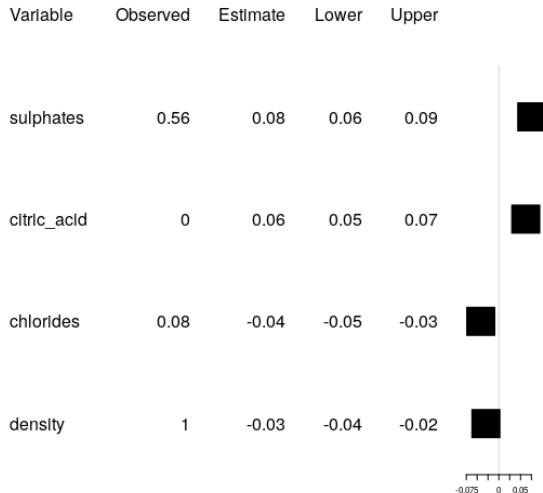 Variable Observed Estimate Lower Upper
sulphates 0.56 0.08 0.06 0.09
citric_acid 0 0.06 0.05 0.07
chlorides 0.08 -0.04 -0.05 -0.03
density 1 -0.03 -0.04 -0.02
-0.075 0 0.05